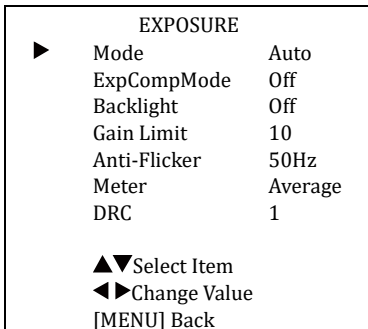 EXPOSURE
▶ Mode Auto
ExpCompMode Off
Backlight Off
Gain Limit 10
Anti-Flicker 50Hz
Meter Average
DRC 1
▲▼Select Item
◀▶Change Value
[MENU] Back